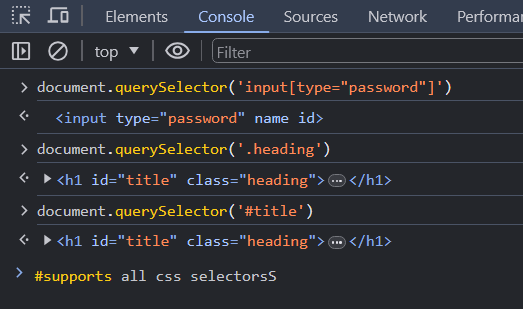 Elements Console Sources Network Performa
top Filter
document.querySelector('input[type="password"]')
<input type="password" name id>
document.querySelector('.heading')
<h1 id="title" class="heading">…</h1>
document.querySelector('#title')
<h1 id="title" class="heading">…</h1>
#supports all css selectorsS